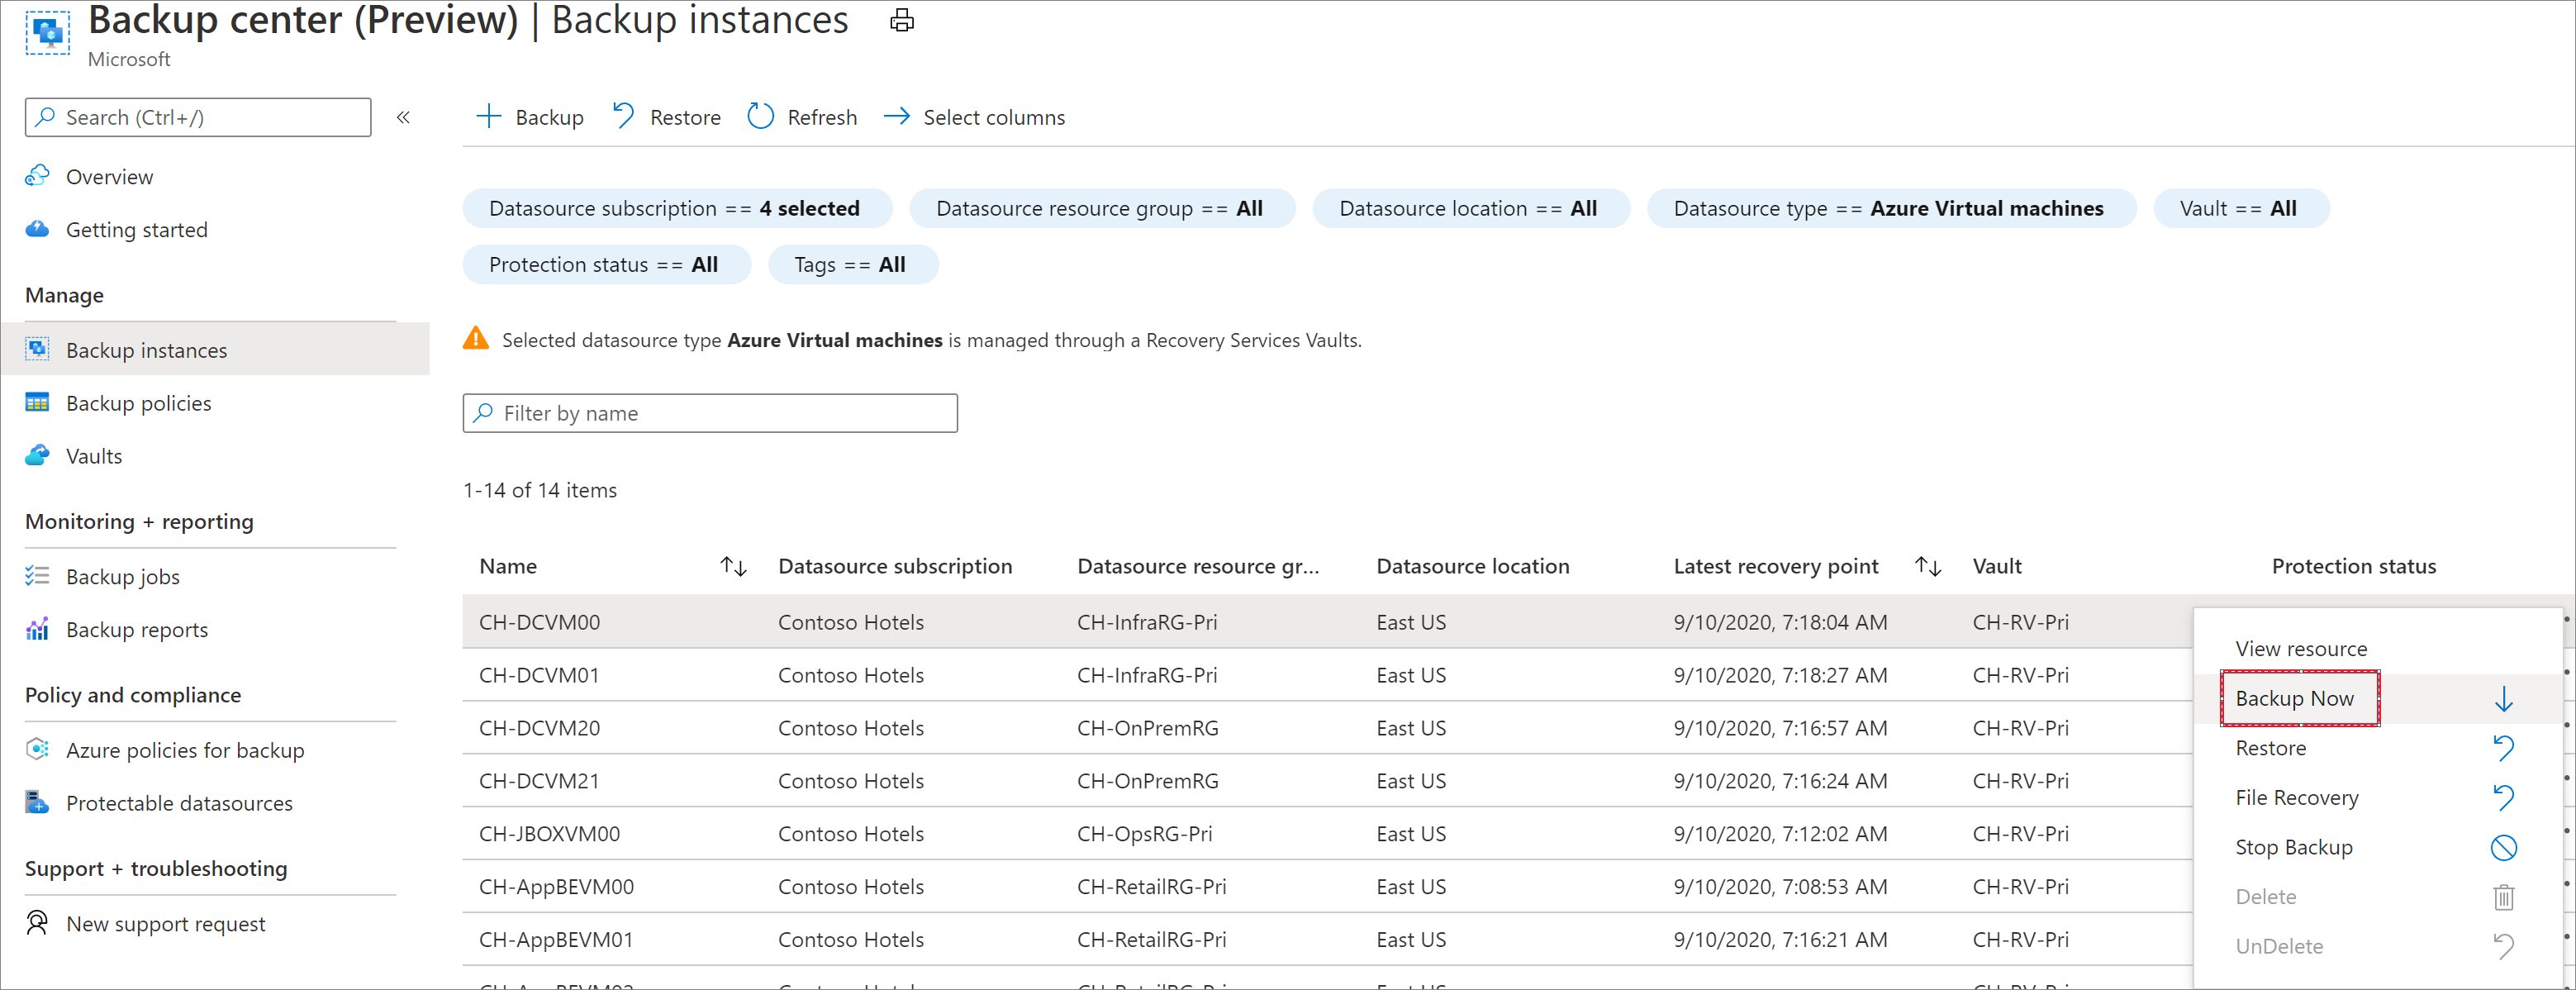 Backup center (Preview) | Backup instances
Microsoft
Search (Ctrl+/)
«
Backup
Restore
Refresh
Select columns
Overview
Getting started
Manage
Backup instances
Backup policies
Vaults
Monitoring + reporting
Backup jobs
Backup reports
Policy and compliance
Azure policies for backup
Protectable datasources
Support + troubleshooting
New support request
Datasource subscription == 4 selected
Datasource resource group == All
Datasource location == All
Datasource type == Azure Virtual machines
Vault == All
Protection status == All
Tags == All
Selected datasource type Azure Virtual machines is managed through a Recovery Services Vaults.
Filter by name
1-14 of 14 items
Name Datasource subscription Datasource resource gr... Datasource location Latest recovery point Vault Protection status
CH-DCVM00 Contoso Hotels CH-InfraRG-Pri East US 9/10/2020, 7:18:04 AM CH-RV-Pri
CH-DCVM01 Contoso Hotels CH-InfraRG-Pri East US 9/10/2020, 7:18:27 AM CH-RV-Pri
CH-DCVM20 Contoso Hotels CH-OnPremRG East US 9/10/2020, 7:16:57 AM CH-RV-Pri
CH-DCVM21 Contoso Hotels CH-OnPremRG East US 9/10/2020, 7:16:24 AM CH-RV-Pri
CH-JBOXVM00 Contoso Hotels CH-OpsRG-Pri East US 9/10/2020, 7:12:02 AM CH-RV-Pri
CH-AppBEVM00 Contoso Hotels CH-RetailRG-Pri East US 9/10/2020, 7:08:53 AM CH-RV-Pri
CH-AppBEVM01 Contoso Hotels CH-RetailRG-Pri East US 9/10/2020, 7:16:21 AM CH-RV-Pri
View resource
Backup Now
Restore
File Recovery
Stop Backup
Delete
UnDelete